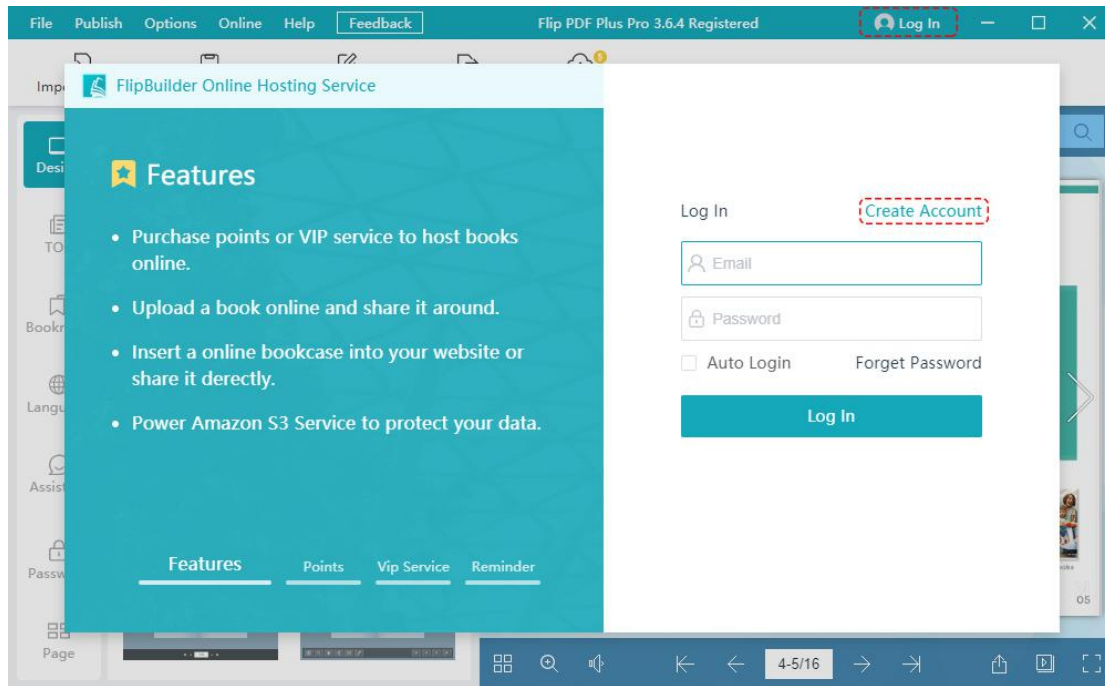 File Publish Options Online Help Feedback Flip PDF Plus Pro 3.6.4 Registered Log In
FlipBuilder Online Hosting Service
Features
• Purchase points or VIP service to host books
online.
• Upload a book online and share it around.
• Insert a online bookcase into your website or
share it derectly.
• Power Amazon S3 Service to protect your data.
Features Points Vip Service Reminder
Log In Create Account
Email
Password
Auto Login Forget Password
Log In
Page
05
4-5/16